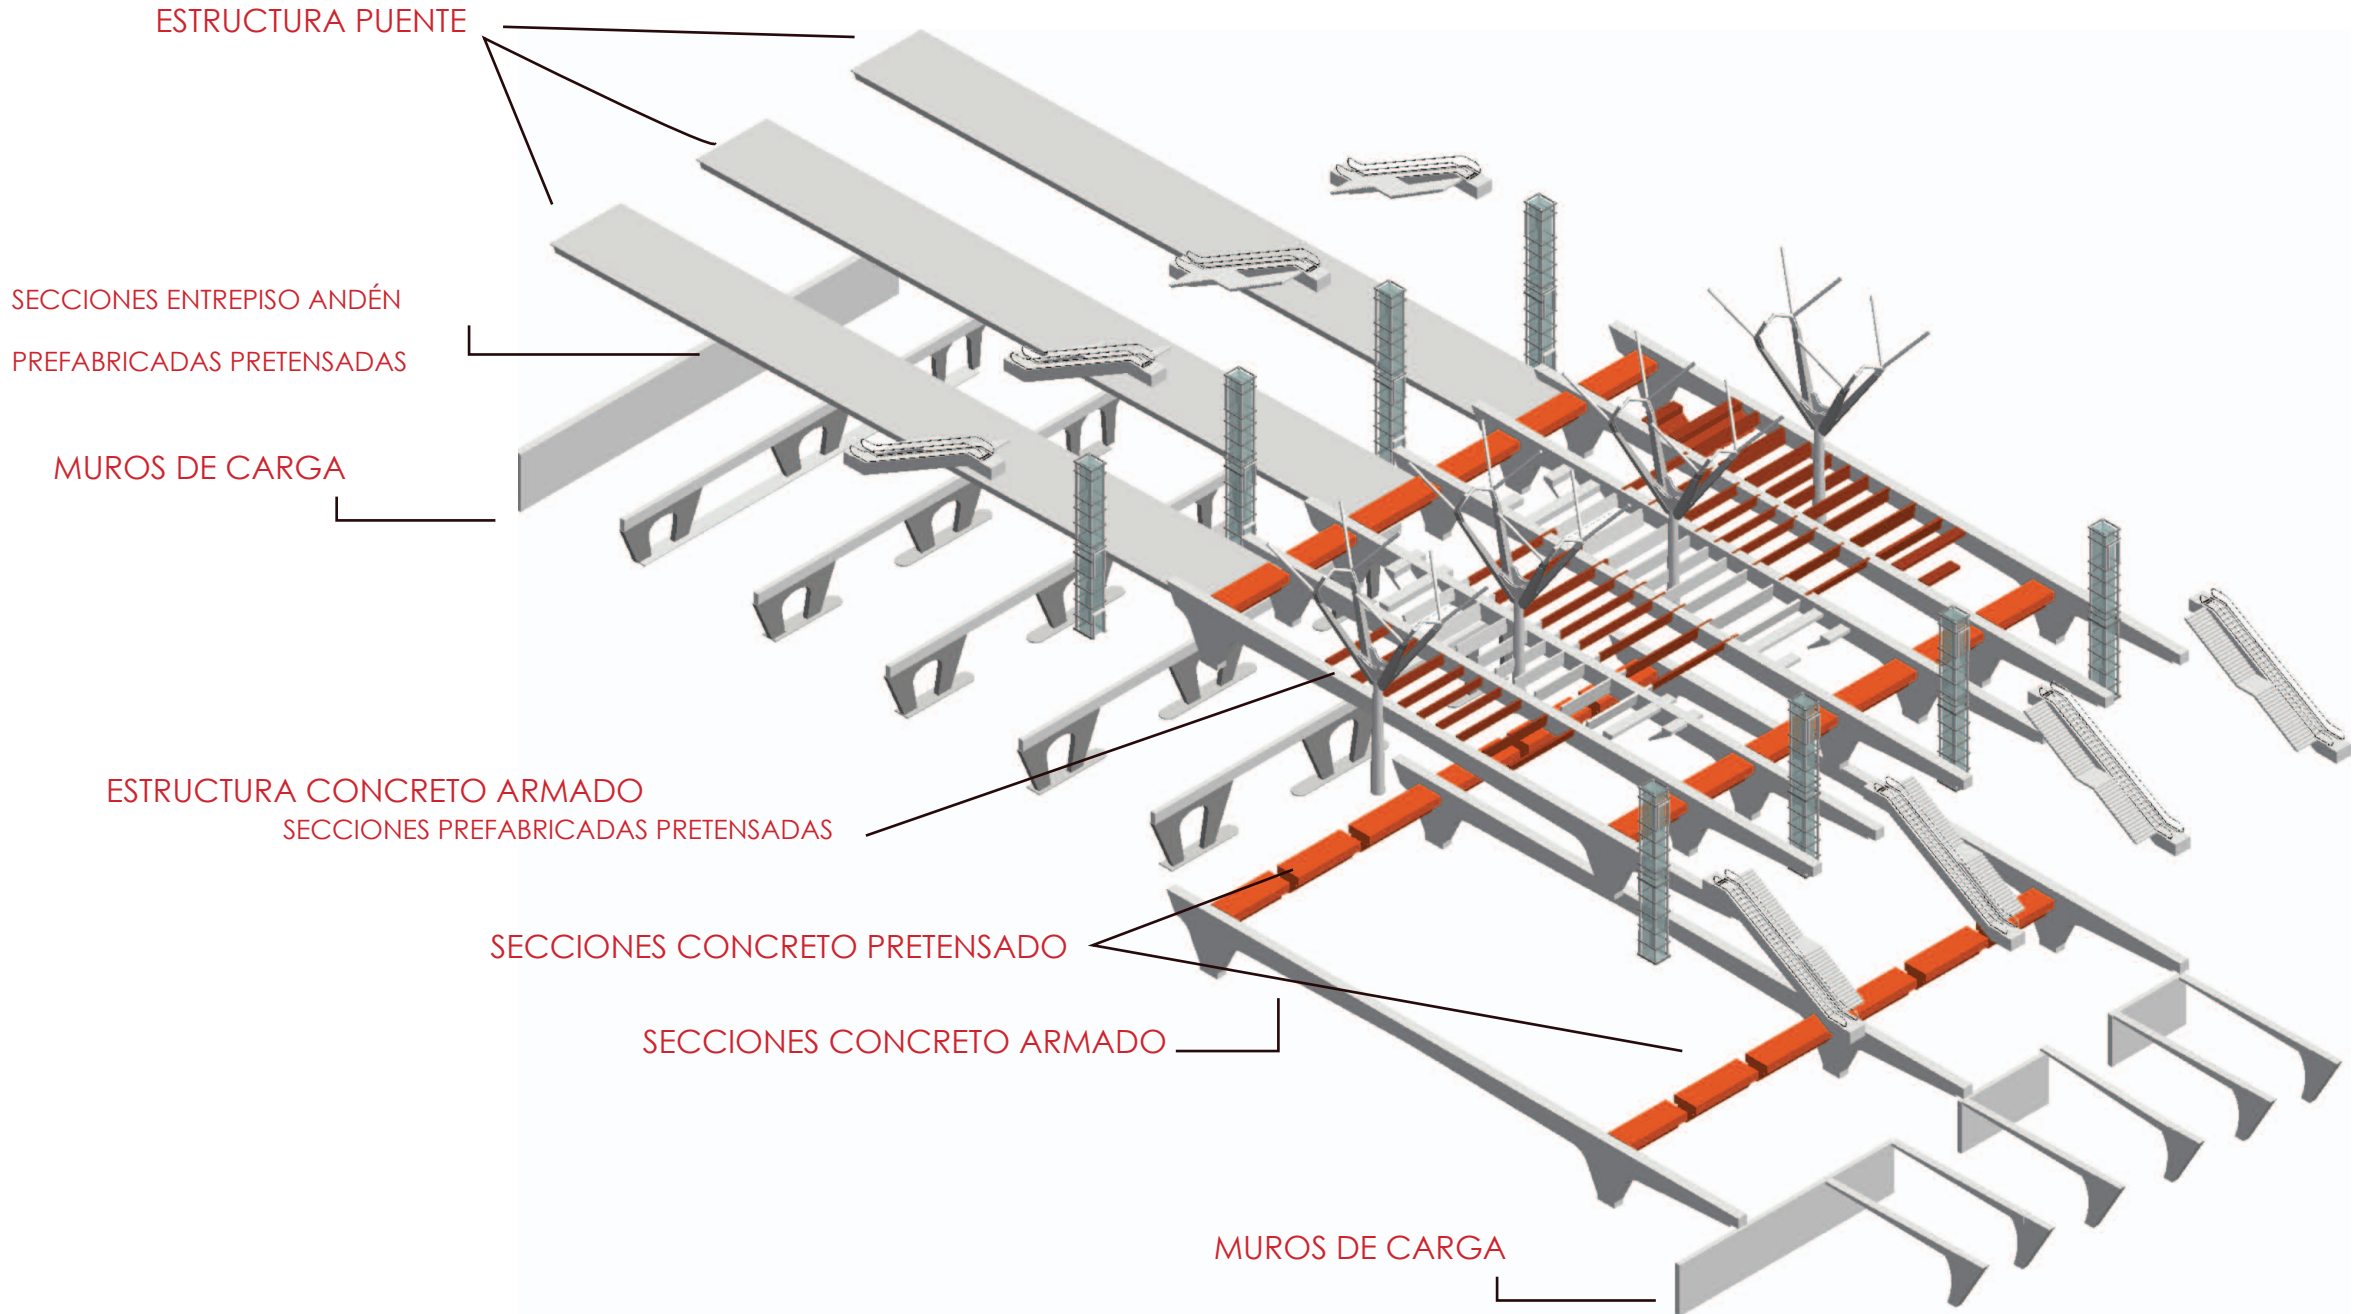 ESTRUCTURA PUENTE
SECCIONES ENTREPISO ANDÉN
PREFABRICADAS PRETENSADAS
MUROS DE CARGA
ESTRUCTURA CONCRETO ARMADO
SECCIONES PREFABRICADAS PRETENSADAS
SECCIONES CONCRETO PRETENSADO
SECCIONES CONCRETO ARMADO
MUROS DE CARGA